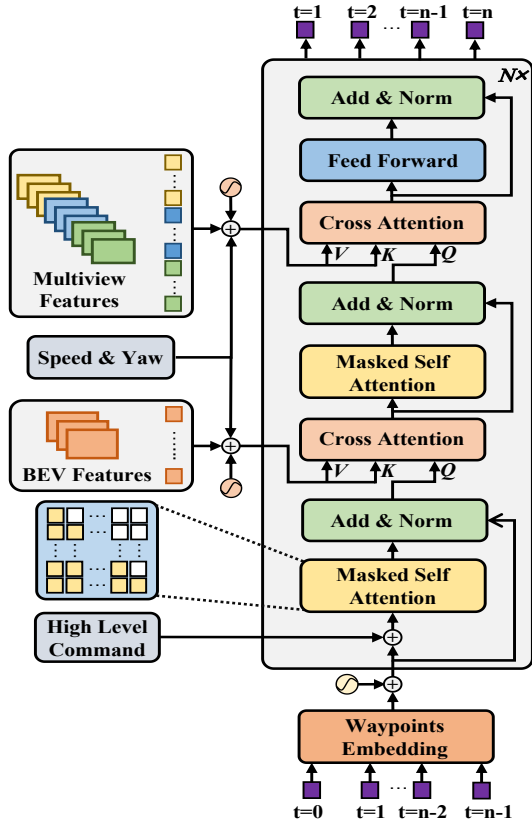 t=1 t=2 ... t=n-1 t=n
N×
Add & Norm
Feed Forward
Cross Attention
V K Q
Multiview
Features
Add & Norm
Speed & Yaw
Masked Self
Attention
Cross Attention
V K Q
BEV Features
Add & Norm
Masked Self
Attention
High Level
Command
Waypoints
Embedding
t=0 t=1 ... t=n-2 t=n-1